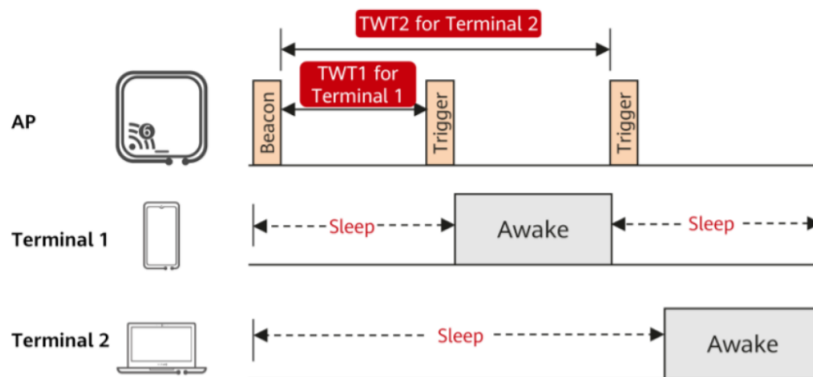 TWT2 for Terminal 2
TWT1 for
Terminal 1
AP
6
Beacon
Trigger
Trigger
Terminal 1
Sleep
Awake
Sleep
Terminal 2
Sleep
Awake